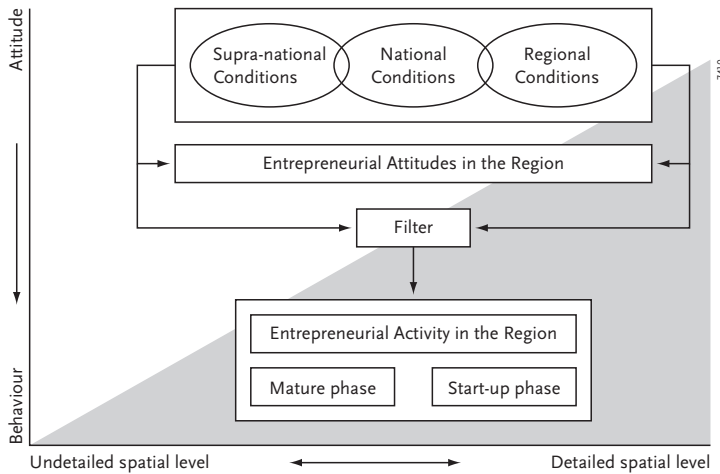 Attitude
Supra-national
Conditions
National
Conditions
Regional
Conditions
Entrepreneurial Attitudes in the Region
Filter
Entrepreneurial Activity in the Region
Mature phase
Start-up phase
Behaviour
Undetailed spatial level
Detailed spatial level